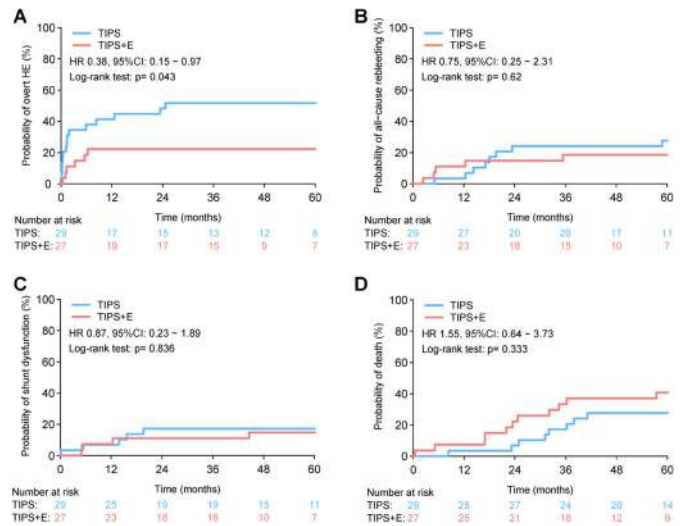 A
TIPS
TIPS+E
HR 0.38, 95%CI: 0.15 − 0.97
Log-rank test: p= 0.043
Probability of overt HE (%)
100
80
60
40
20
0
0 12 24 36 48 60
Time (months)
Number at risk
TIPS: 29 17 15 13 12 8
TIPS+E: 27 19 17 15 9 7
B
TIPS
TIPS+E
HR 0.75, 95%CI: 0.25 − 2.31
Log-rank test: p= 0.62
Probability of all−cause rebleeding (%)
100
80
60
40
20
0
0 12 24 36 48 60
Time (months)
Number at risk
TIPS: 29 27 20 20 17 11
TIPS+E: 27 23 18 15 10 7
C
TIPS
TIPS+E
HR 0.87, 95%CI: 0.23 − 1.89
Log-rank test: p= 0.836
Probability of shunt dysfunction (%)
100
80
60
40
20
0
0 12 24 36 48 60
Time (months)
Number at risk
TIPS: 29 25 19 19 15 11
TIPS+E: 27 23 18 16 10 7
D
TIPS
TIPS+E
HR 1.55, 95%CI: 0.64 − 3.73
Log-rank test: p= 0.333
Probability of death (%)
100
80
60
40
20
0
0 12 24 36 48 60
Time (months)
Number at risk
TIPS: 29 28 27 24 20 14
TIPS+E: 27 25 21 18 12 9